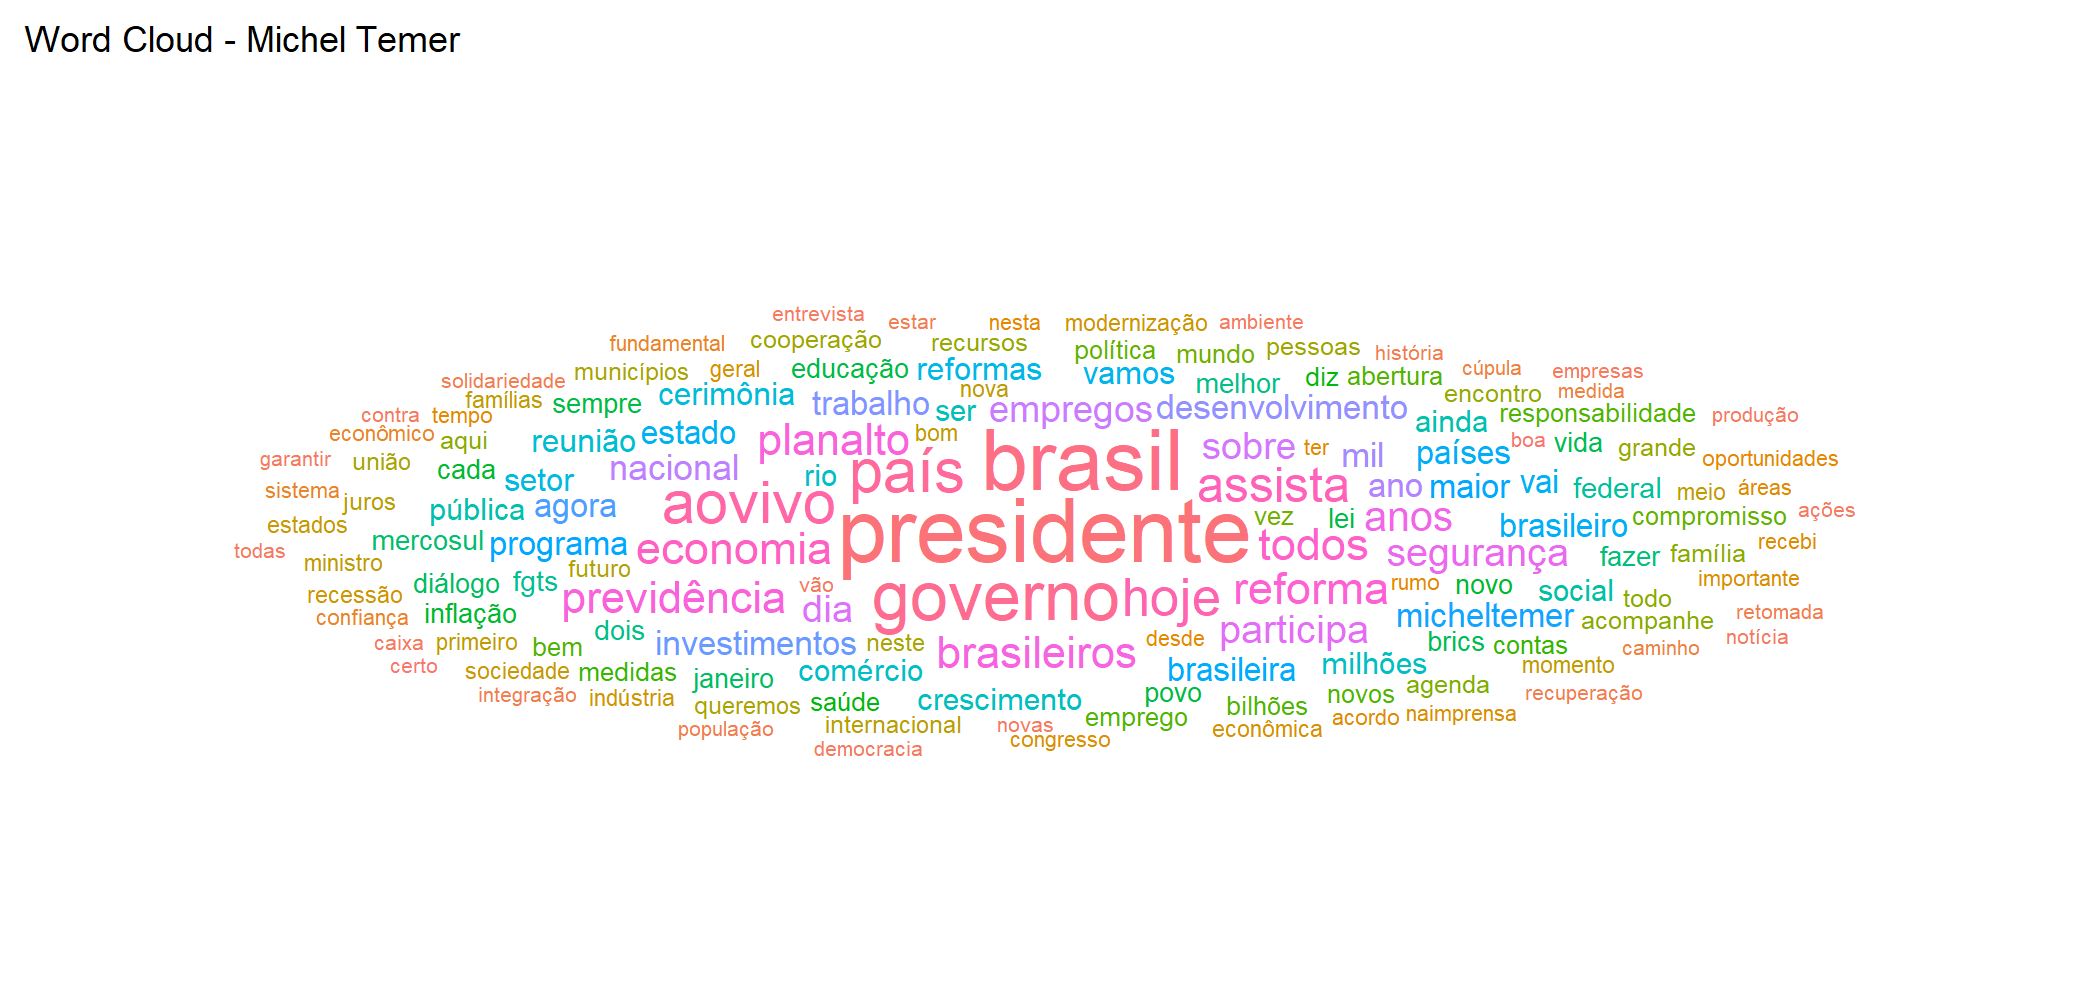 Word Cloud - Michel Temer
entrevista estar nesta modernização ambiente
fundamental cooperação recursos política mundo pessoas história
solidariedade municípios geral educação reformas vamos melhor diz abertura cúpula empresas
famílias sempre cerimônia trabalho nova ser empregos desenvolvimento encontro medida
contra tempo ainda responsabilidade produção
econômico aqui reunião estado planalto bom brasil sobre ter boa vida grande
garantir união cada setor nacional rio país mil países oportunidades
sistema juros aovivo assista ano maior vai federal meio áreas
estados pública agora presidente vez lei anos brasileiro compromisso ações
todas mercosul programa economia todos segurança fazer família recebi
ministro diálogo fgts futuro vão importante
recessão previdência governo hoje reforma rumo novo social todo
confiança inflação dia micheltemer acompanhe retomada
caixa primeiro bem dois investimentos neste brasileiros desde participa brics contas caminho notícia
certo sociedade medidas comércio brasileira milhões momento
integração indústria janeiro queremos saúde crescimento povo bilhões novos agenda recuperação
população internacional novas emprego econômica acordo naimprensa
democracia congresso